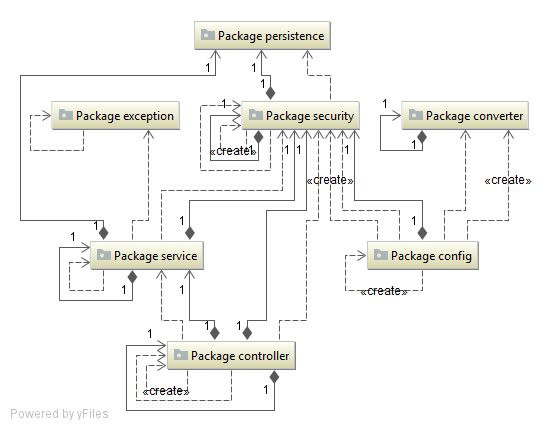 Package persistence
1
1
Package exception
1
Package security
1
Package converter
«create»
1
1
1
1
1
«create»
«create»
1
1
1
1
Package service
Package config
1
1
1
«create»
1
1
Package controller
«create»
1
Powered by yFiles